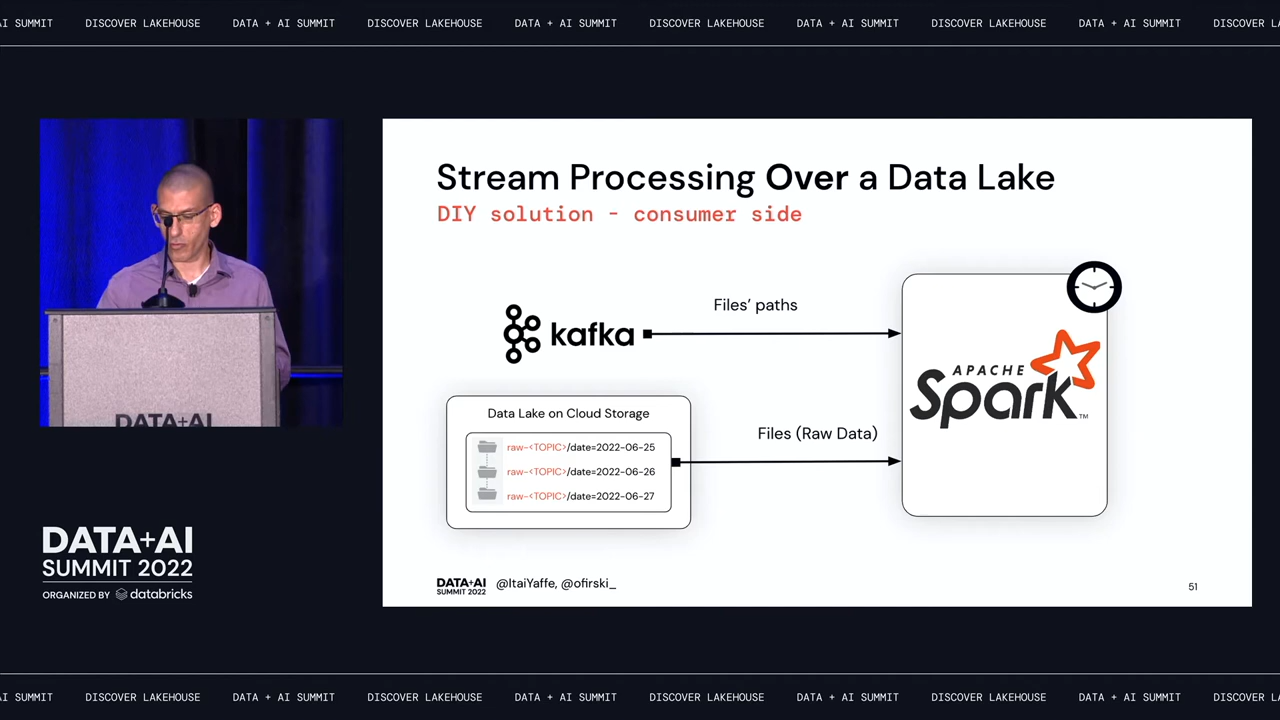 AI SUMMIT DISCOVER LAKEHOUSE DATA + AI SUMMIT DISCOVER LAKEHOUSE DATA + AI SUMMIT DISCOVER LAKEHOUSE DATA + AI SUMMIT DISCOVER LAKEHOUSE DATA + AI SUMMIT DISCOVER LA
Stream Processing Over a Data Lake
DIY solution - consumer side
kafka
Files' paths
APACHE
Spark™
Data Lake on Cloud Storage
raw-<TOPIC>/date=2022-06-25
raw-<TOPIC>/date=2022-06-26
raw-<TOPIC>/date=2022-06-27
Files (Raw Data)
DATA+AI
SUMMIT 2022
@ItaiYaffe, @ofirski_
51
DATA+AI
DATA+AI
SUMMIT 2022
ORGANIZED BY databricks
AI SUMMIT DISCOVER LAKEHOUSE DATA + AI SUMMIT DISCOVER LAKEHOUSE DATA + AI SUMMIT DISCOVER LAKEHOUSE DATA + AI SUMMIT DISCOVER LAKEHOUSE DATA + AI SUMMIT DISCOVER LA